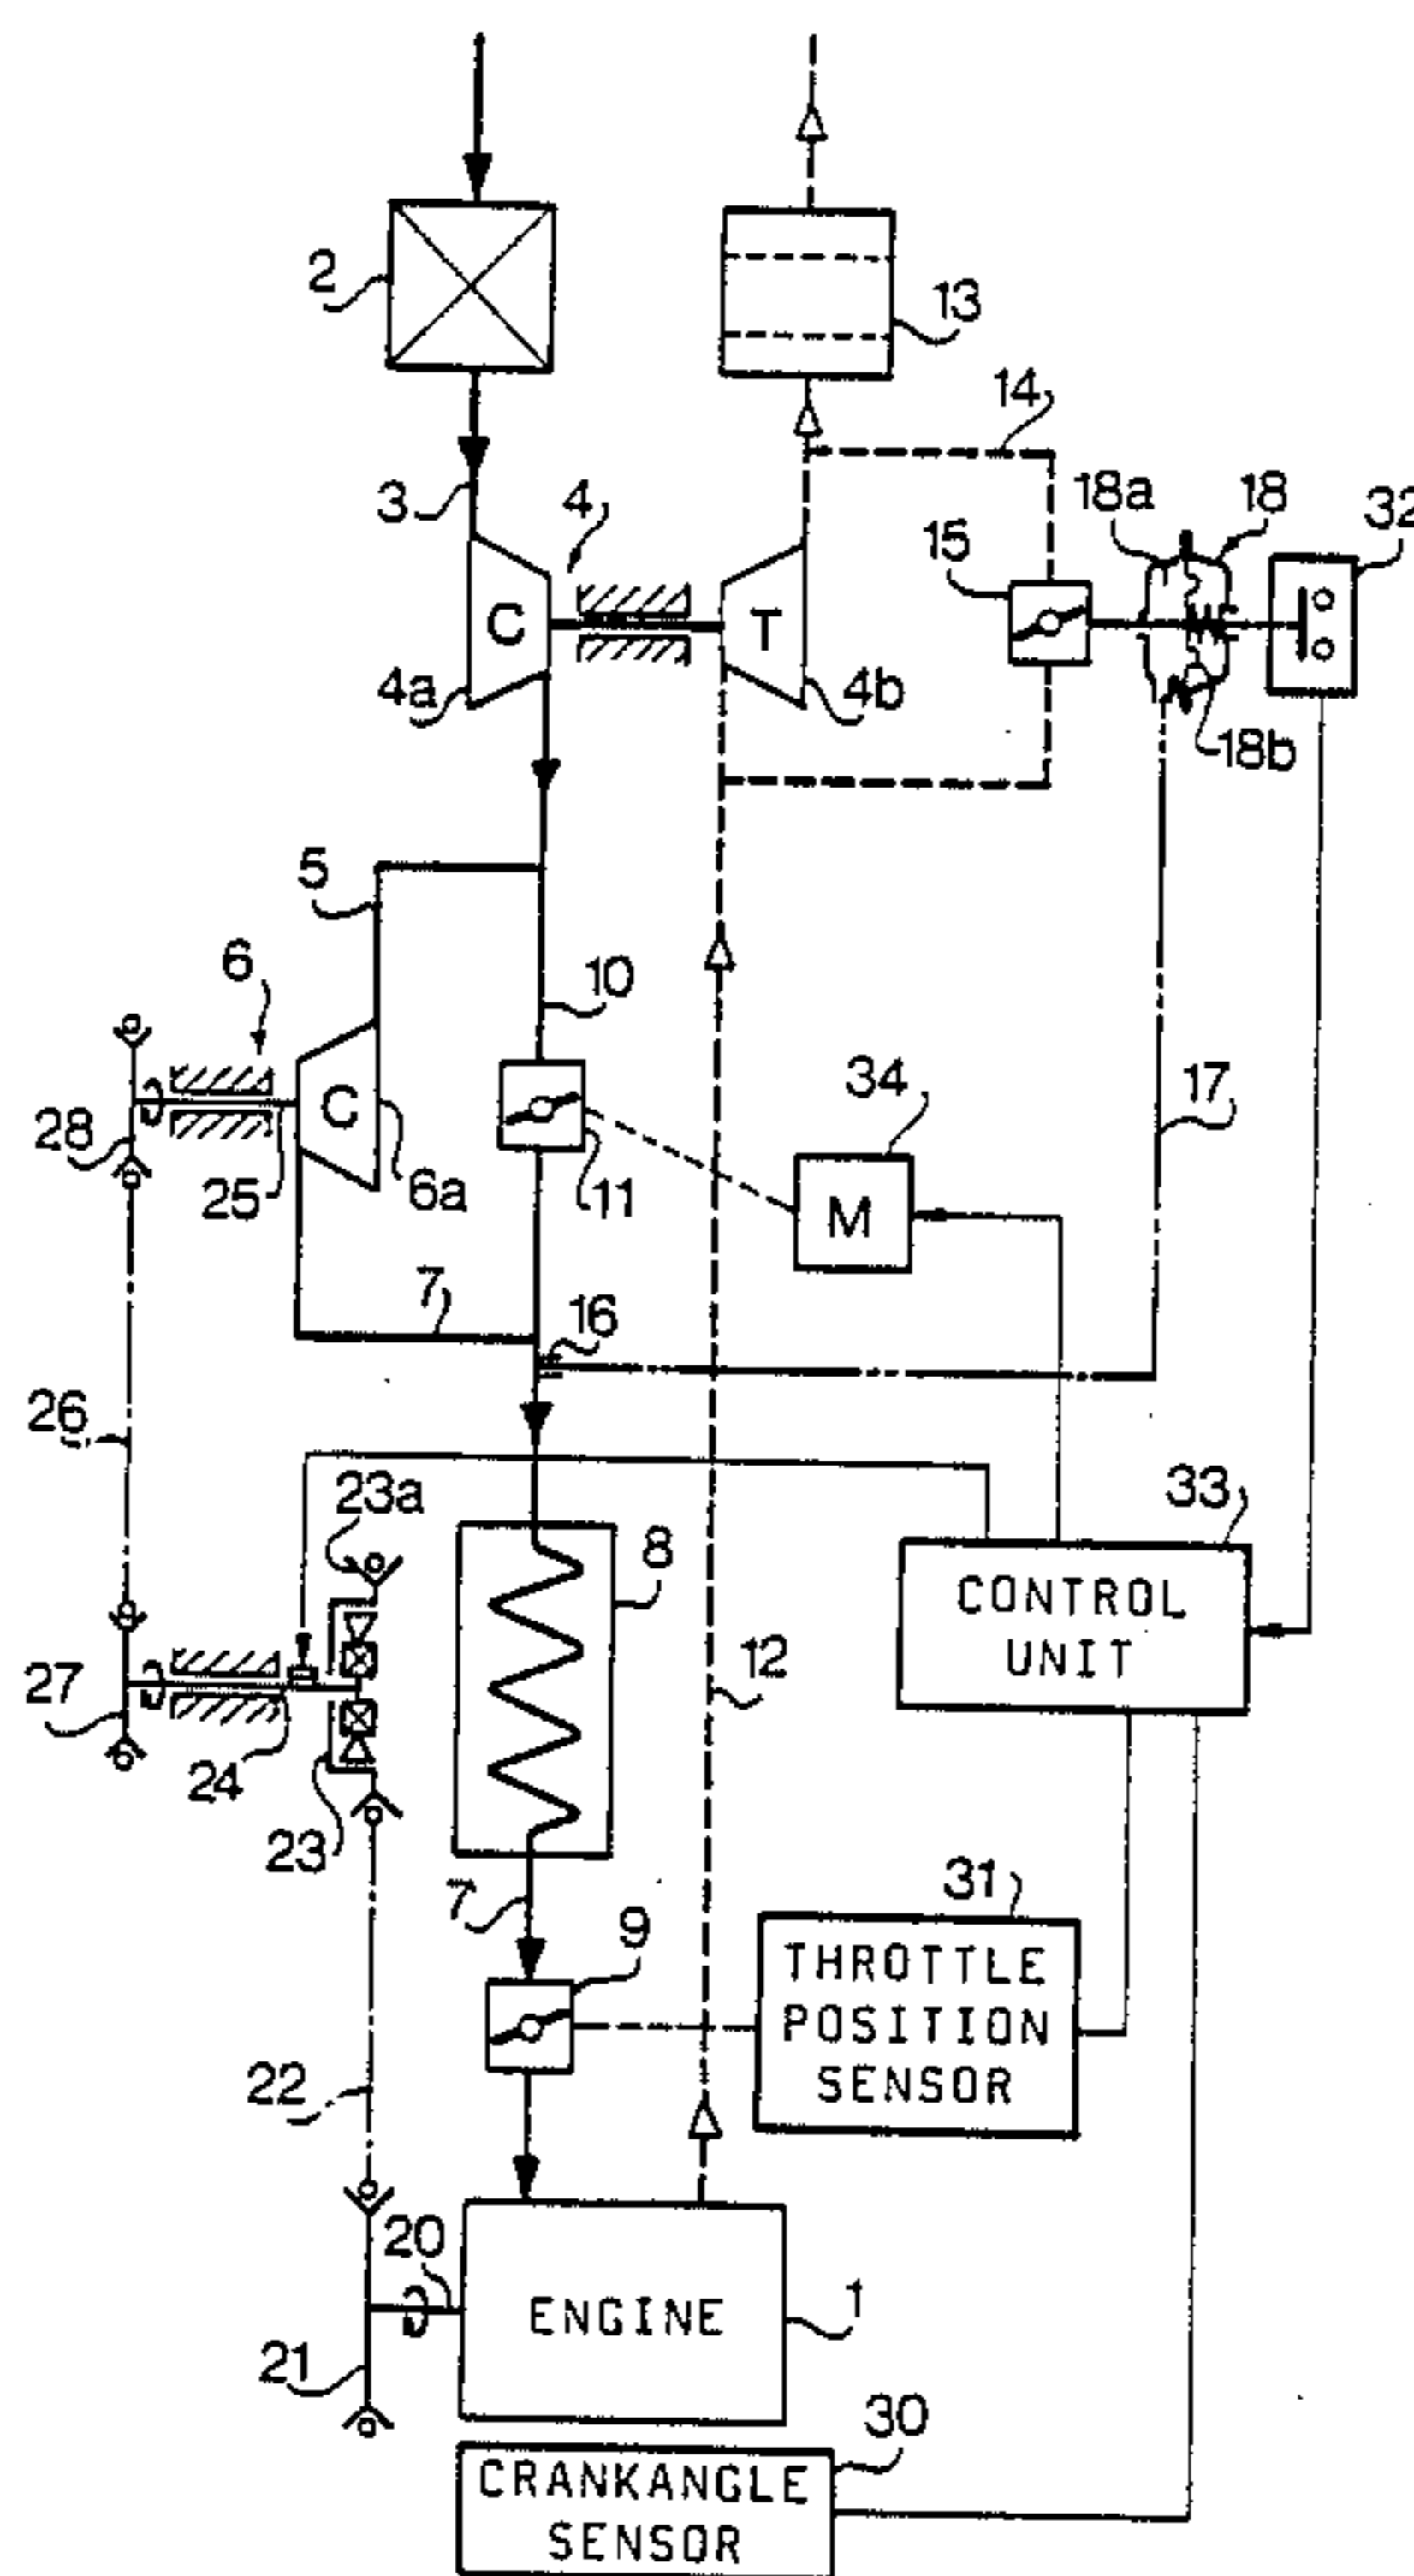 2
13
14
3
4
18a
18
32
15
C
T
4a
4b
18b
5
6
10
34
17
28
C
25
6a
11
M
7
16
26
23a
33
8
CONTROL
UNIT
12
27
24
23
31
7
9
THROTTLE
POSITION
SENSOR
22
20
ENGINE
1
21
30
CRANKANGLE
SENSOR